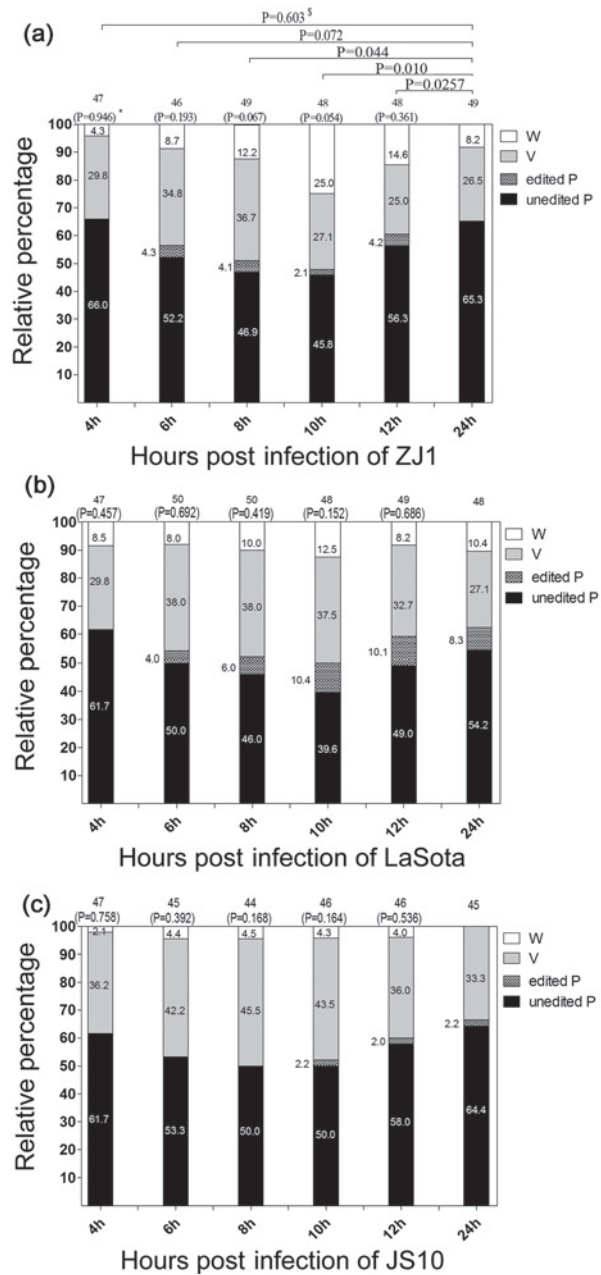 (a)
P=0.603 $
P=0.072
P=0.044
P=0.010
P=0.0257
47 46 49 48 48 49
(P=0.946) * (P=0.193) (P=0.067) (P=0.054) (P=0.361)
100
90
80
70
60
50
40
30
20
10
Relative percentage
4.3 8.7 12.2 25.0 14.6 8.2
29.8 34.8 36.7 27.1 25.0 26.5
4.3 4.1 2.1 4.2
66.0 52.2 46.9 45.8 56.3 65.3
W
V
edited P
unedited P
4h 6h 8h 10h 12h 24h
Hours post infection of ZJ1
(b)
47 50 50 48 49 48
(P=0.457) (P=0.692) (P=0.419) (P=0.152) (P=0.686)
100
90
80
70
60
50
40
30
20
10
Relative percentage
8.5 8.0 10.0 12.5 8.2 10.4
29.8 38.0 38.0 37.5 32.7 27.1
4.0 6.0 10.4 10.1 8.3
61.7 50.0 46.0 39.6 49.0 54.2
W
V
edited P
unedited P
4h 6h 8h 10h 12h 24h
Hours post infection of LaSota
(c)
47 45 44 46 46 45
(P=0.758) (P=0.392) (P=0.168) (P=0.164) (P=0.536)
100
90
80
70
60
50
40
30
20
10
Relative percentage
2.1 4.4 4.5 4.3 4.0
36.2 42.2 45.5 43.5 36.0 33.3
2.2 2.0 2.2
61.7 53.3 50.0 50.0 58.0 64.4
W
V
edited P
unedited P
4h 6h 8h 10h 12h 24h
Hours post infection of JS10